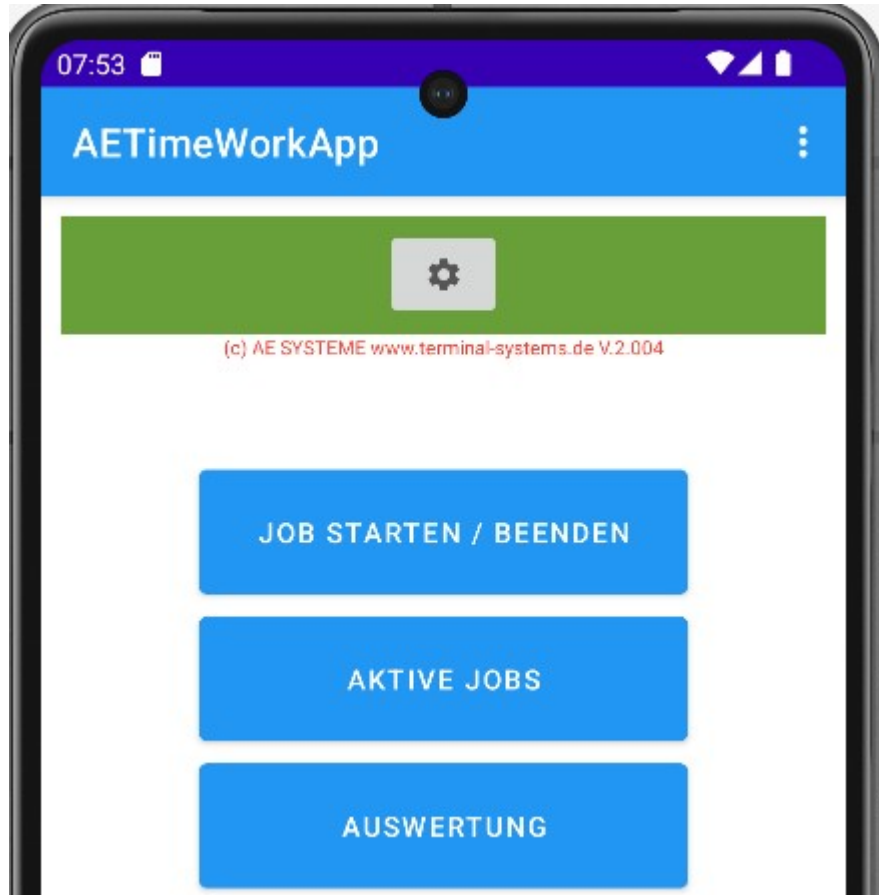 07:53
AETimeWorkApp
(c) AE SYSTEME www.terminal-systems.de V.2.004
JOB STARTEN / BEENDEN
AKTIVE JOBS
AUSWERTUNG